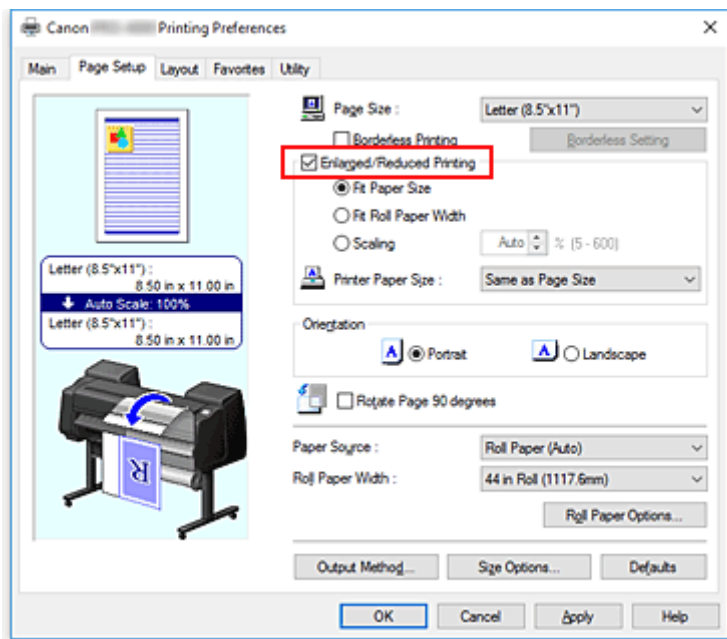 Canon Printing Preferences
Main Page Setup Layout Favorites Utility
Page Size : Letter (8.5"x11")
Borderless Printing Borderless Setting
Enlarged/Reduced Printing
Fit Paper Size
Fit Roll Paper Width
Scaling Auto % (5 - 600)
Printer Paper Size : Same as Page Size
Letter (8.5"x11") :
8.50 in x 11.00 in
Auto Scale: 100%
Letter (8.5"x11") :
8.50 in x 11.00 in
Orientation
A Portrait A Landscape
Rotate Page 90 degrees
R
Paper Source : Roll Paper (Auto)
Roll Paper Width : 44 in Roll (1117.6mm)
Roll Paper Options...
Output Method... Size Options... Defaults
OK Cancel Apply Help